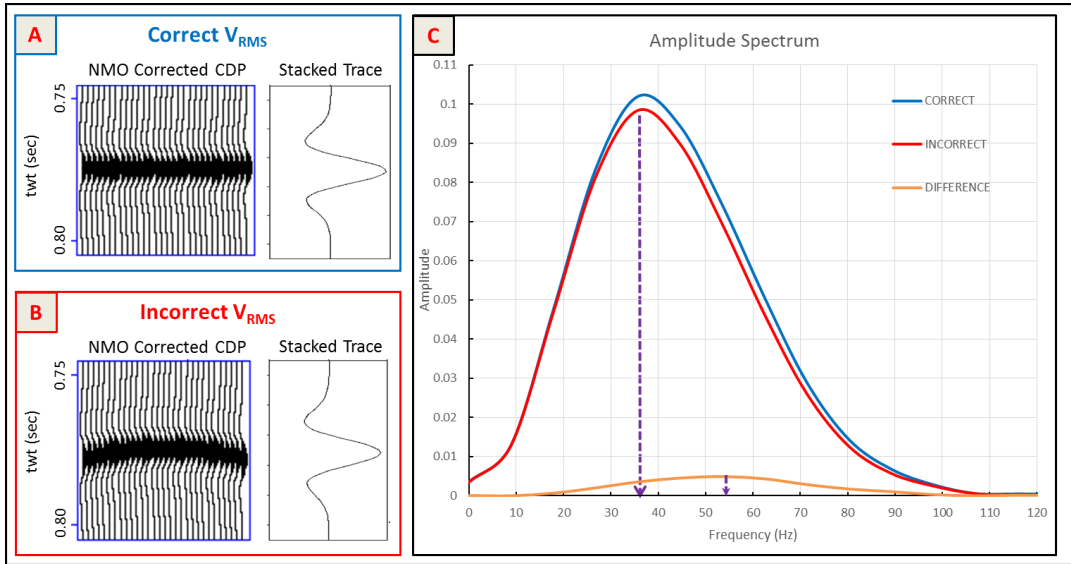 A
Correct VRMS
NMO Corrected CDP
Stacked Trace
twt (sec)
0.75
0.80
B
Incorrect VRMS
NMO Corrected CDP
Stacked Trace
twt (sec)
0.75
0.80
C
Amplitude Spectrum
Amplitude
0.11
0.1
0.09
0.08
0.07
0.06
0.05
0.04
0.03
0.02
0.01
0
CORRECT
INCORRECT
DIFFERENCE
0 10 20 30 40 50 60 70 80 90 100 110 120
Frequency (Hz)